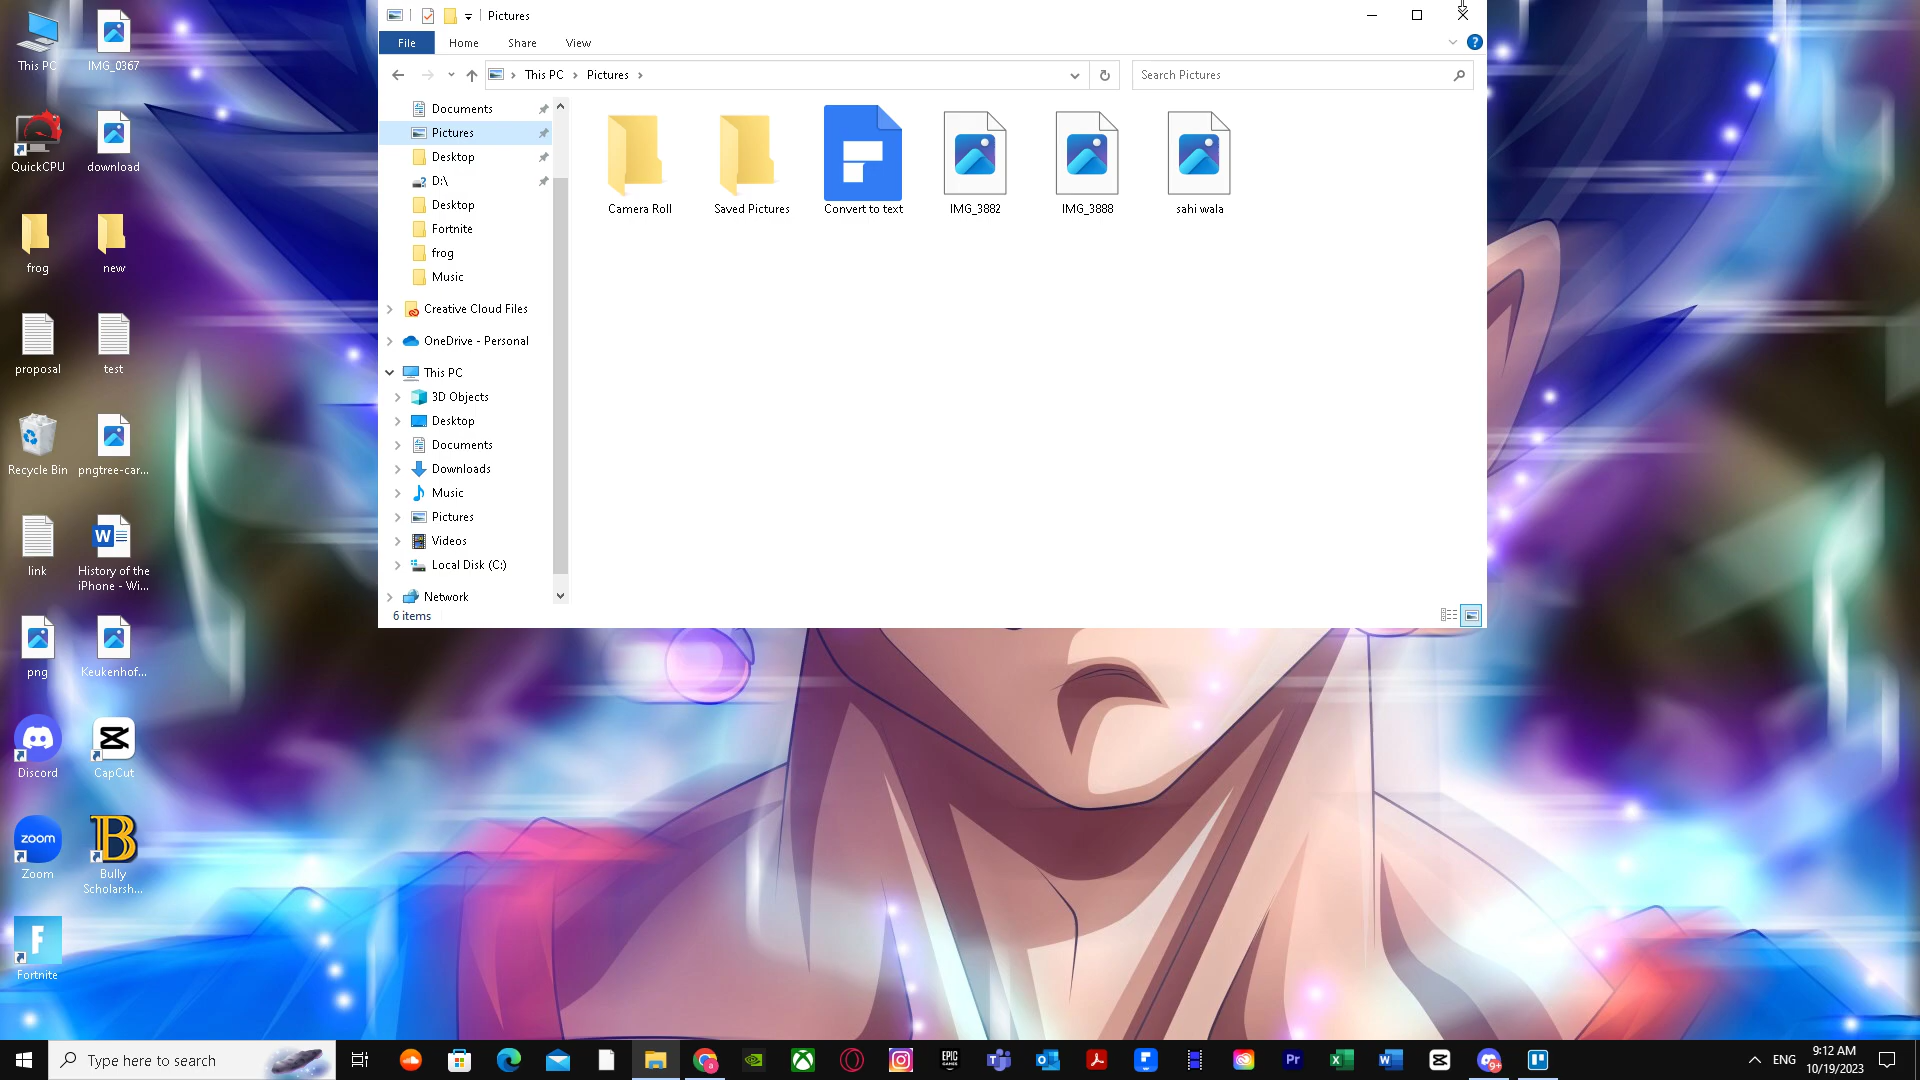 This PC
IMG_0367
QuickCPU
download
frog
new
proposal
test
Recycle Bin
pngtree-car...
link
History of the
iPhone - Wi...
png
Keukenhof...
Discord
CapCut
zoom
Zoom
Bully
Scholarsh...
Fortnite
Pictures
File
Home
Share
View
This PC
Pictures
Search Pictures
Documents
Pictures
Desktop
D:\
Desktop
Fortnite
frog
Music
Creative Cloud Files
OneDrive - Personal
This PC
3D Objects
Desktop
Documents
Downloads
Music
Pictures
Videos
Local Disk (C:)
Network
Camera Roll
Saved Pictures
Convert to text
IMG_3882
IMG_3888
sahi wala
6 items
Type here to search
EPIC
GAMES
Pr
9+
ENG
9:12 AM
10/19/2023